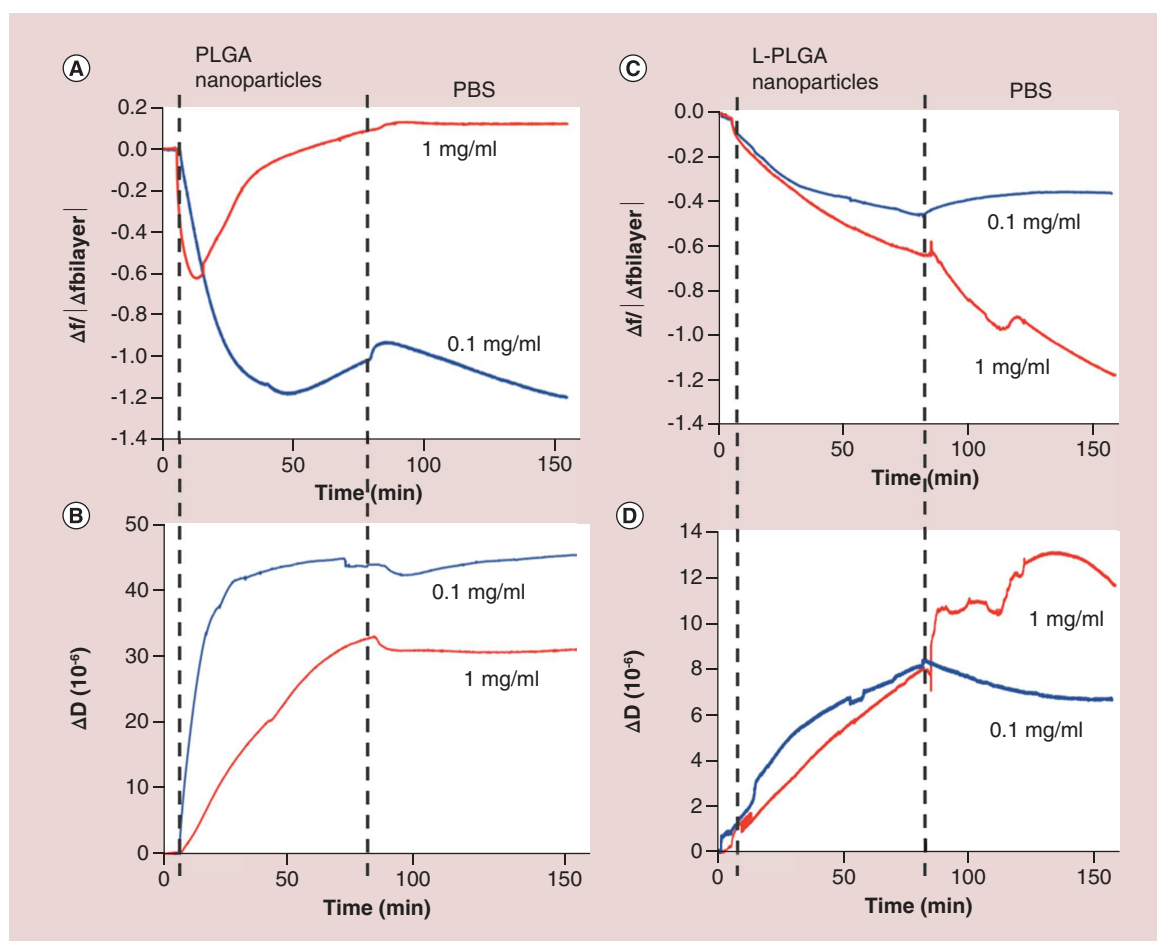 A
PLGA
nanoparticles
PBS
0.2
0.0
-0.2
-0.4
-0.6
-0.8
-1.0
-1.2
-1.4
Δf/|Δfbilayer|
1 mg/ml
0.1 mg/ml
0
50
100
150
Time (min)
C
L-PLGA
nanoparticles
PBS
0.0
-0.2
-0.4
-0.6
-0.8
-1.0
-1.2
-1.4
Δf/|Δfbilayer|
0.1 mg/ml
1 mg/ml
0
50
100
150
Time (min)
B
50
40
30
20
10
0
ΔD (10⁻⁶)
0.1 mg/ml
1 mg/ml
0
50
100
150
Time (min)
D
14
12
10
8
6
4
2
0
ΔD (10⁻⁶)
1 mg/ml
0.1 mg/ml
0
50
100
150
Time (min)